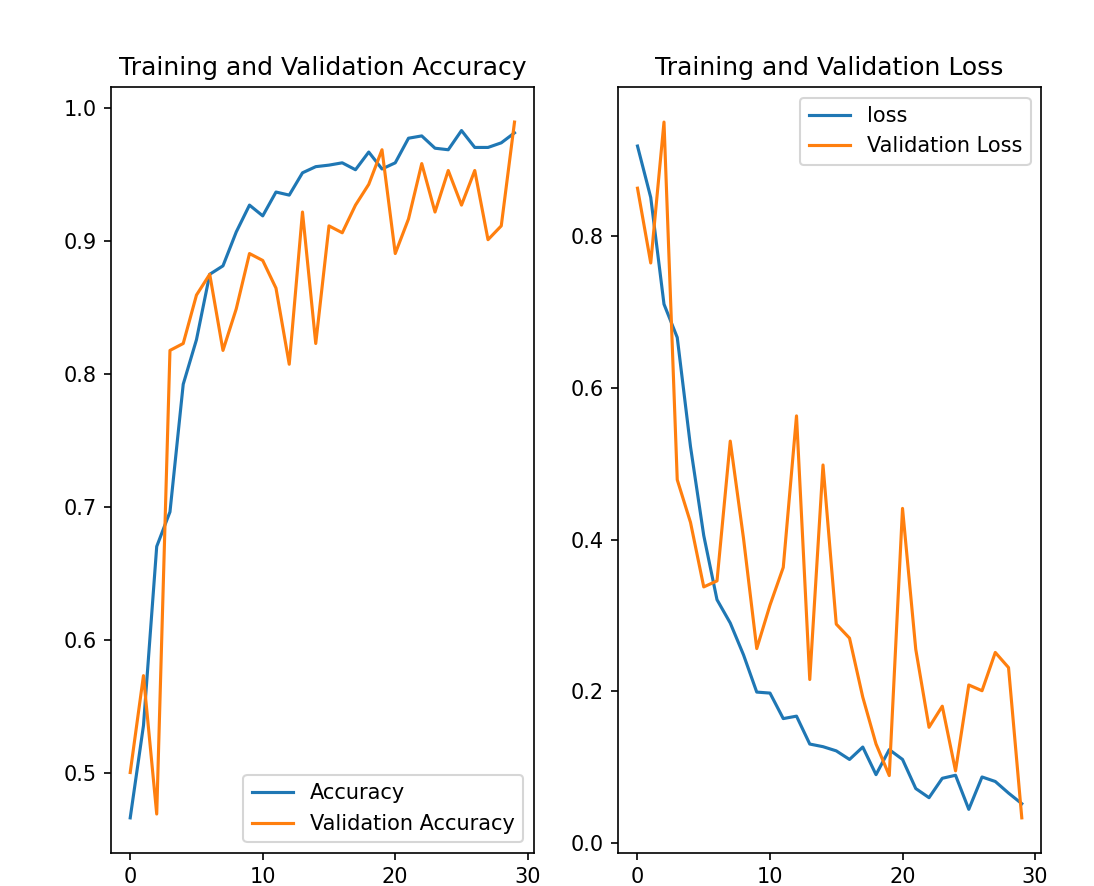 Training and Validation Accuracy
1.0
0.9
0.8
0.7
0.6
0.5
Accuracy
Validation Accuracy
0 10 20 30
Training and Validation Loss
loss
Validation Loss
0.8
0.6
0.4
0.2
0.0
0 10 20 30